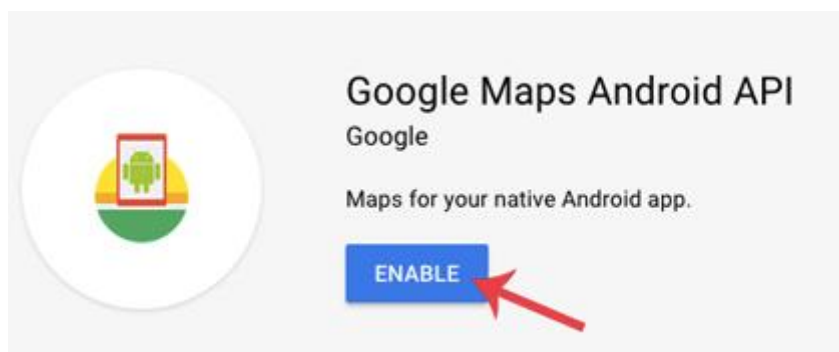 Google Maps Android API
Google
Maps for your native Android app.
ENABLE